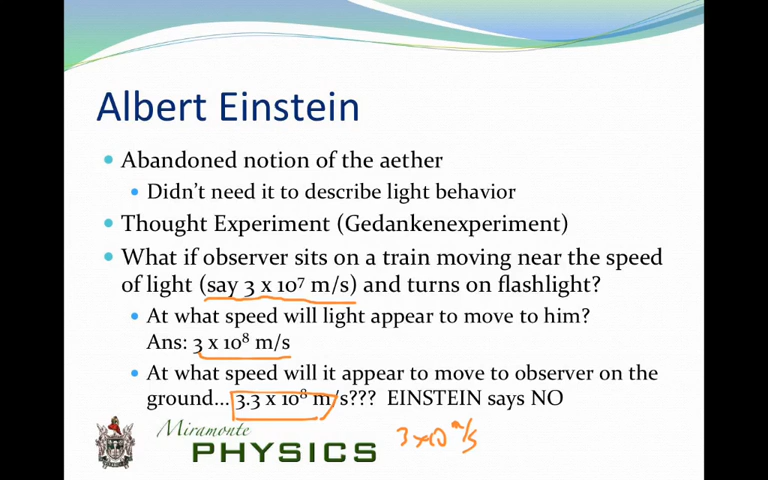 Albert Einstein
Abandoned notion of the aether
Didn't need it to describe light behavior
Thought Experiment (Gedankenexperiment)
What if observer sits on a train moving near the speed
of light (say 3 x 10⁷ m/s) and turns on flashlight?
At what speed will light appear to move to him?
Ans: 3 x 10⁸ m/s
At what speed will it appear to move to observer on the
ground... 3.3 x 10⁸ m/s??? EINSTEIN says NO
Miramonte
PHYSICS
3 x10 m/s